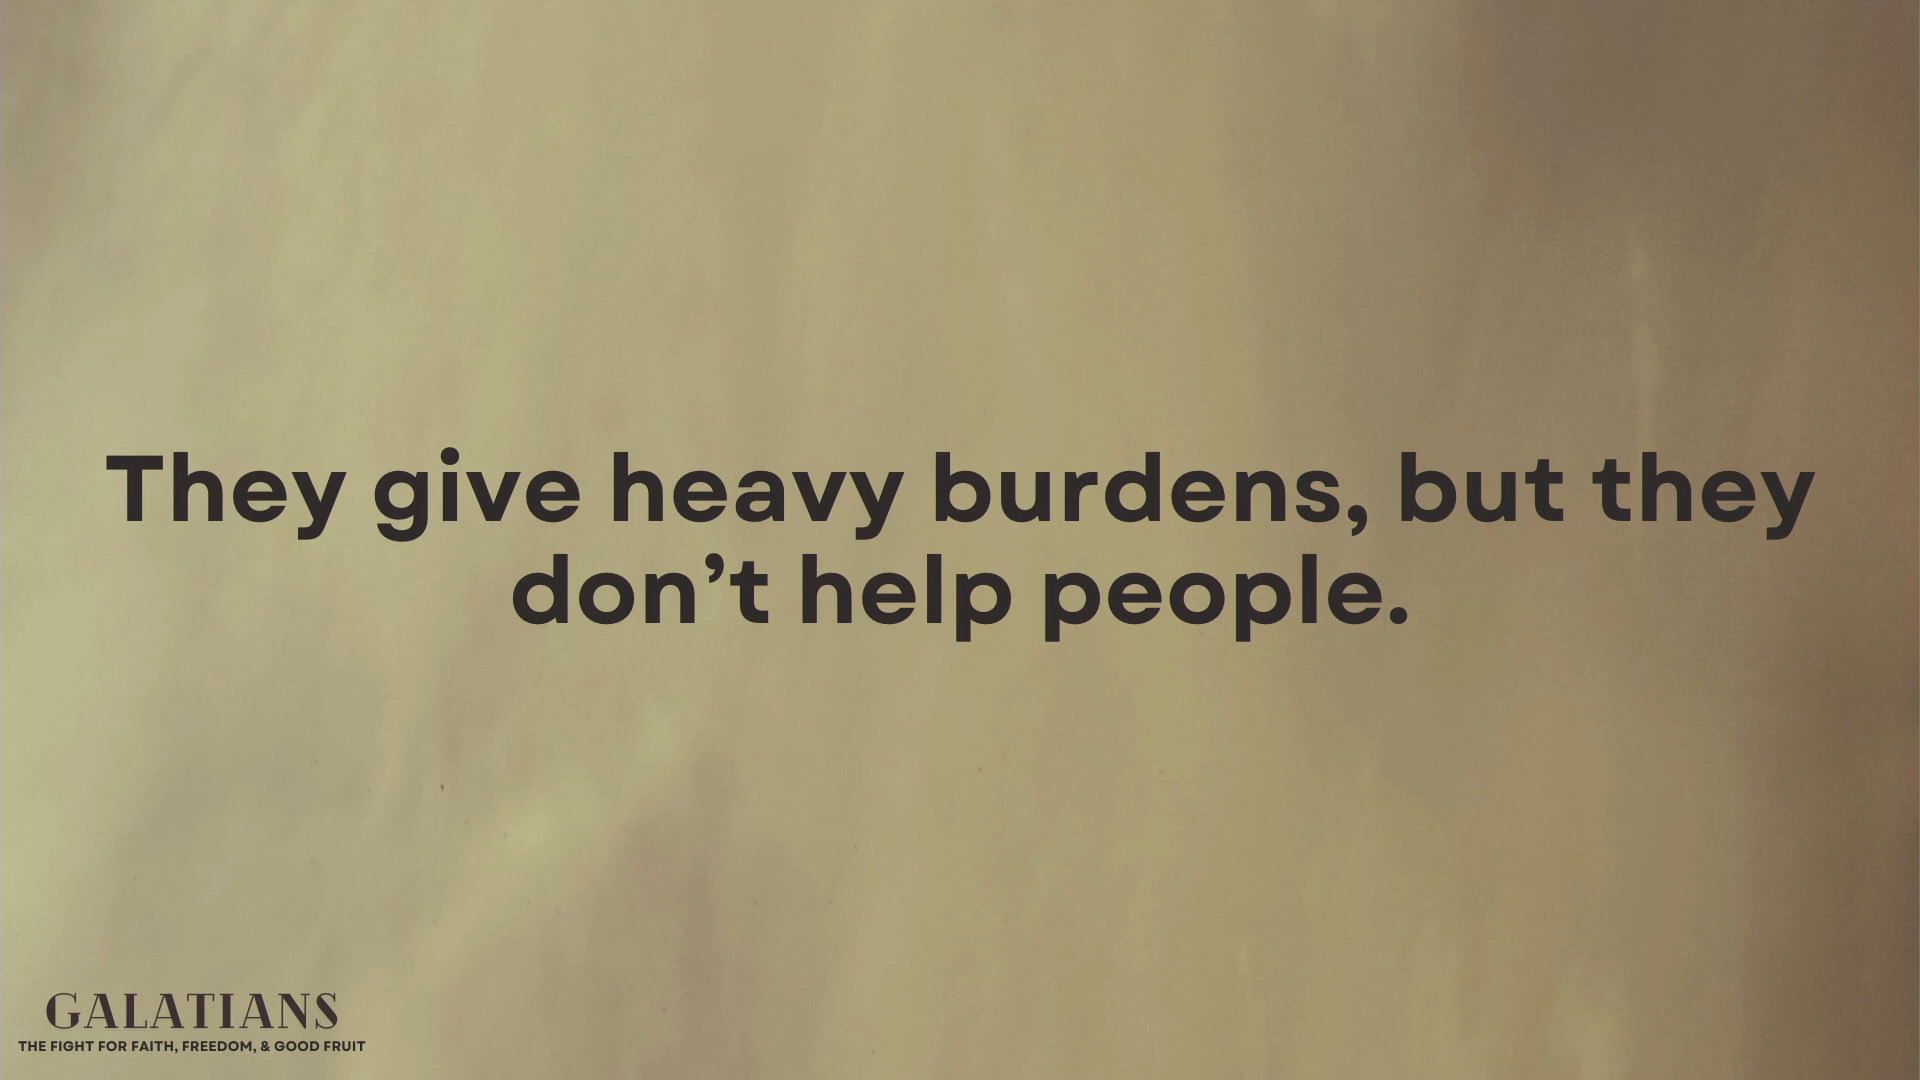 They give heavy burdens, but they
don’t help people.
GALATIANS
THE FIGHT FOR FAITH, FREEDOM, & GOOD FRUIT